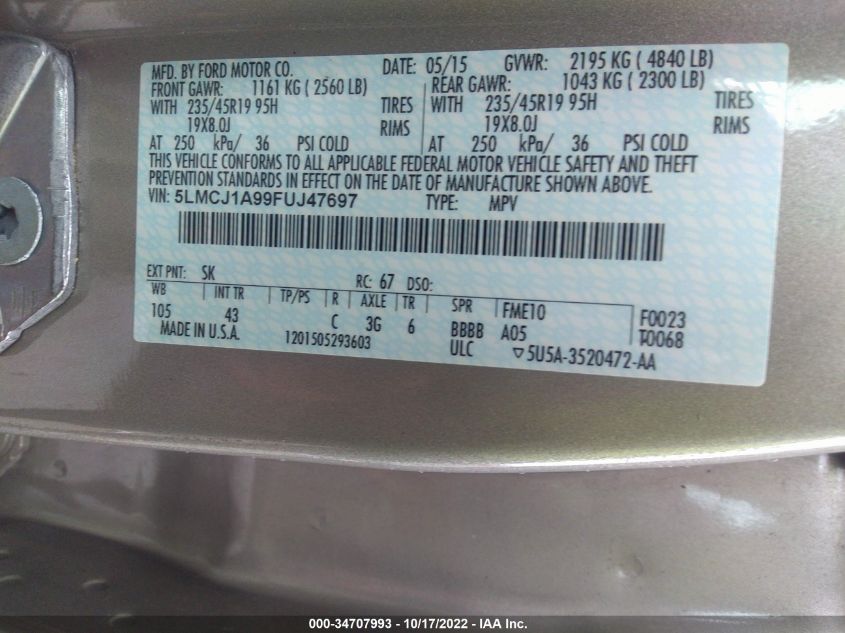 MFD. BY FORD MOTOR CO. DATE: 05/15 GVWR: 2195 KG ( 4840 LB)
FRONT GAWR: 1161 KG ( 2560 LB) REAR GAWR: 1043 KG ( 2300 LB)
WITH 235/45R19 95H TIRES WITH 235/45R19 95H TIRES
19X8.0J RIMS 19X8.0J RIMS
AT 250 kPa/ 36 PSI COLD AT 250 kPa/ 36 PSI COLD
THIS VEHICLE CONFORMS TO ALL APPLICABLE FEDERAL MOTOR VEHICLE SAFETY AND THEFT
PREVENTION STANDARDS IN EFFECT ON THE DATE OF MANUFACTURE SHOWN ABOVE.
VIN: 5LMCJ1A99FUJ47697 TYPE: MPV
EXT PNT: SK RC: 67 DSO:
WB INT TR TP/PS R AXLE TR SPR FME10 F0023
105 43 C 3G 6 BBBB A05 T0068
MADE IN U.S.A. 1201505293603 ULC ▽5U5A-3520472-AA
000-34707993 - 10/17/2022 - IAA Inc.